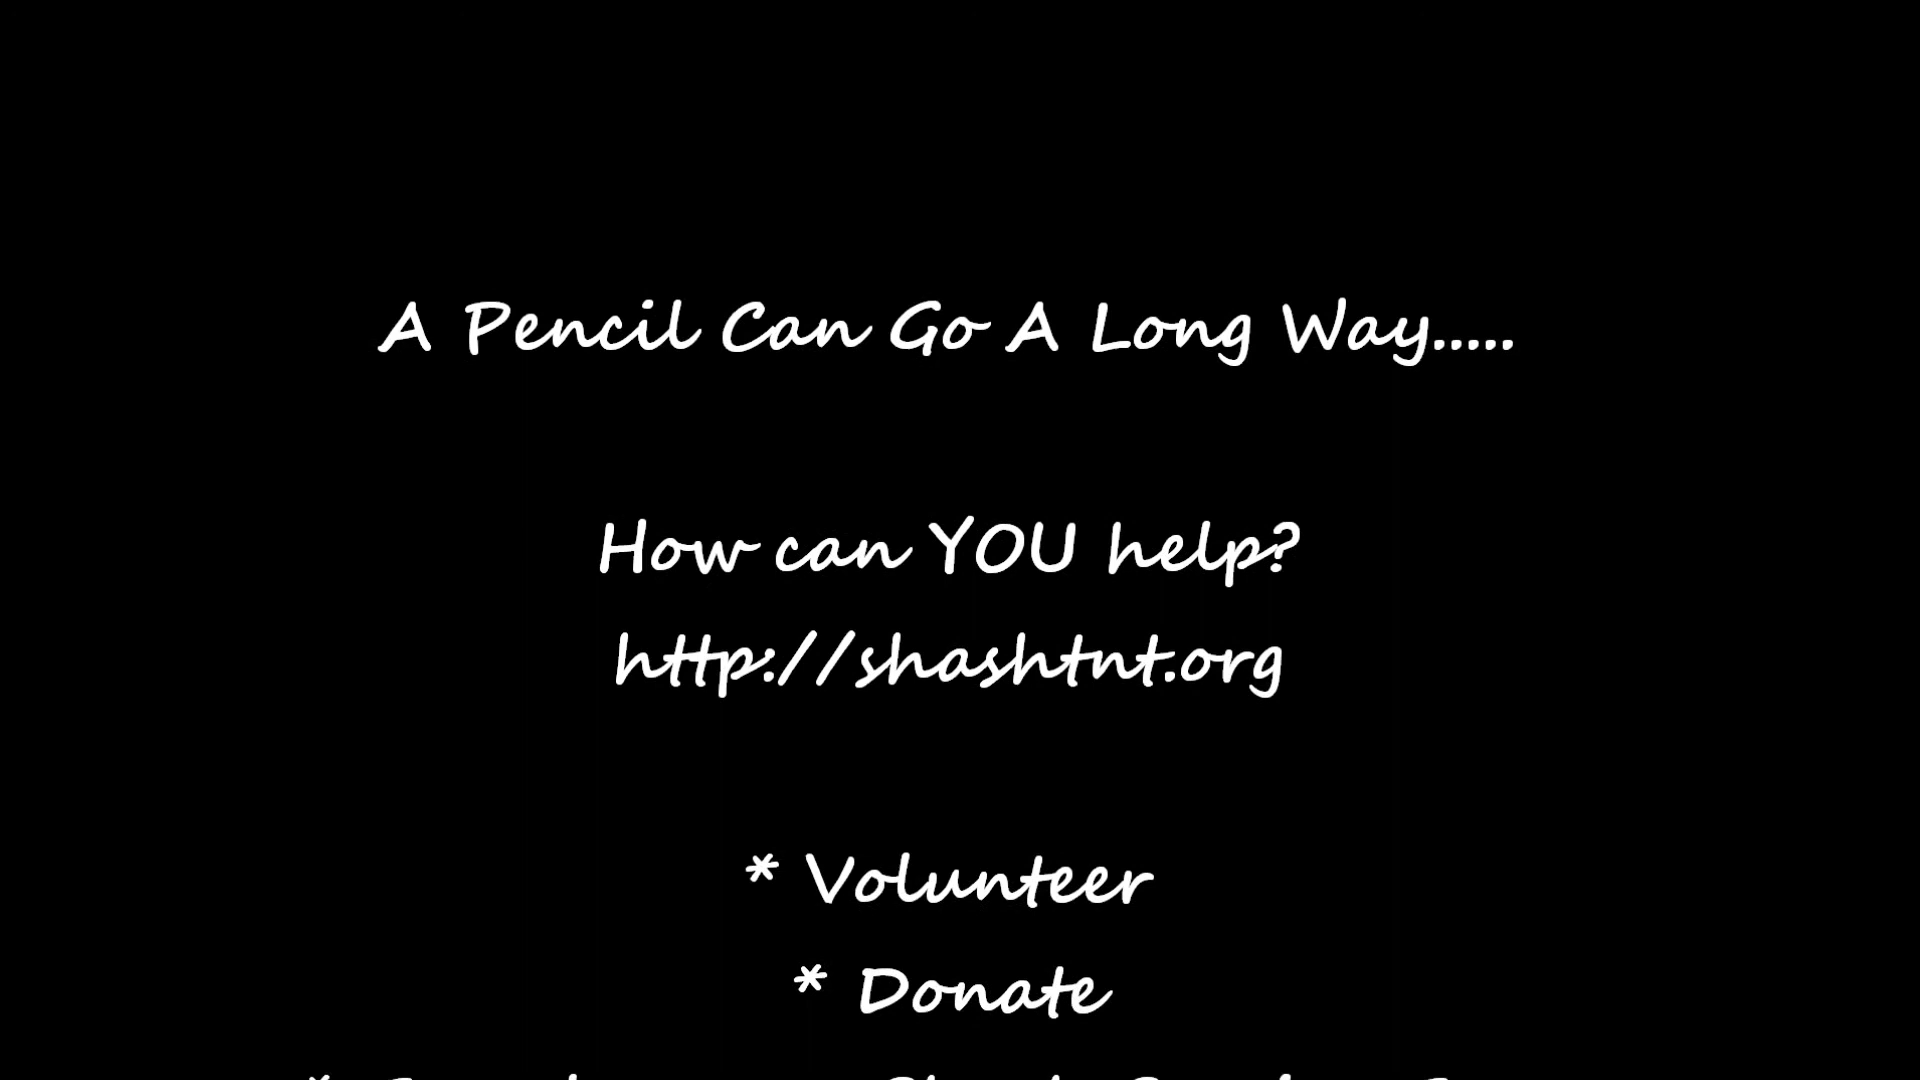 A Pencil Can Go A Long Way.....
How can YOU help?
http://shashtnt.org
* Volunteer
* Donate